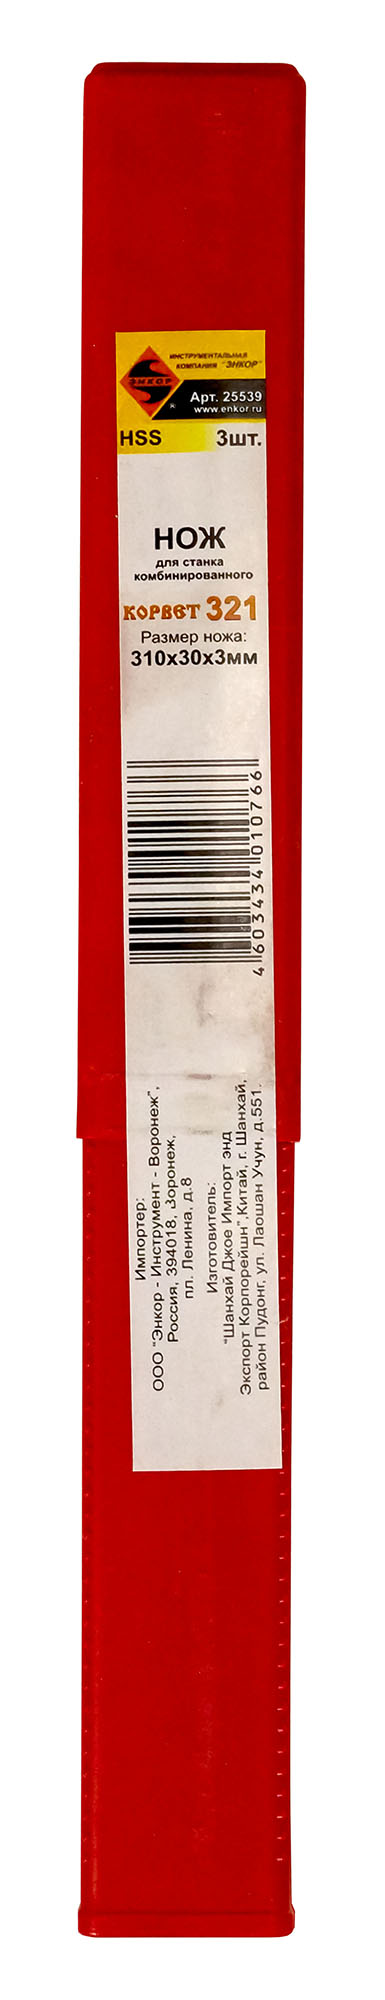 ИНСТРУМЕНТАЛЬНАЯ
КОМПАНИЯ "ЭНКОР"
ЭНКОР
®
Арт. 25539
www.enkor.ru
HSS 3шт.
НОЖ
для станка
комбинированного
КОРВЕТ 321
Размер ножа:
310х30х3мм
4 603434 010766
Импортер:
ООО "Энкор - Инструмент - Воронеж",
Россия, 394018, Воронеж,
пл. Ленина, д.8
Изготовитель:
"Шанхай Джое Импорт энд
Экспорт Корпорейшн",Китай, г. Шанхай,
район Пудонг, ул. Лаошан Учун, д.551.